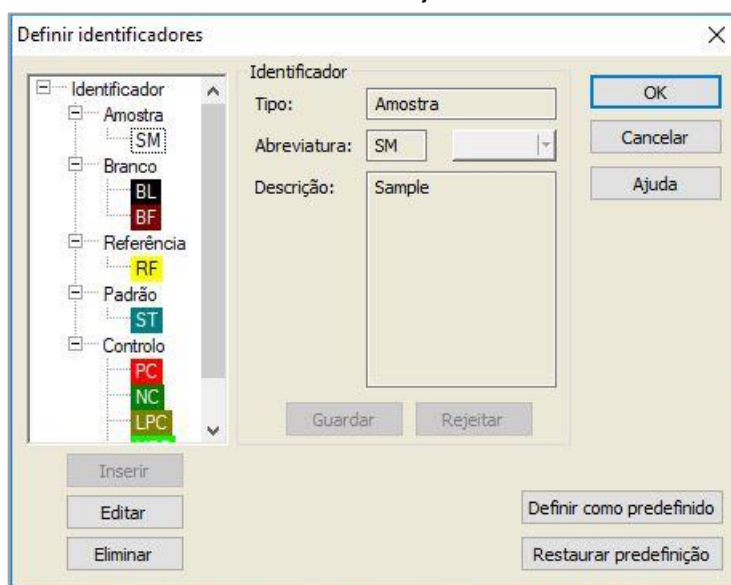 Definir identificadores
Identificador
Amostra
SM
Branco
BL
BF
Referência
RF
Padrão
ST
Controlo
PC
NC
LPC
Inserir
Editar
Eliminar
Identificador
Tipo: Amostra
Abreviatura: SM
Descrição: Sample
Guardar Rejeitar
OK
Cancelar
Ajuda
Definir como predefinido
Restaurar predefinição